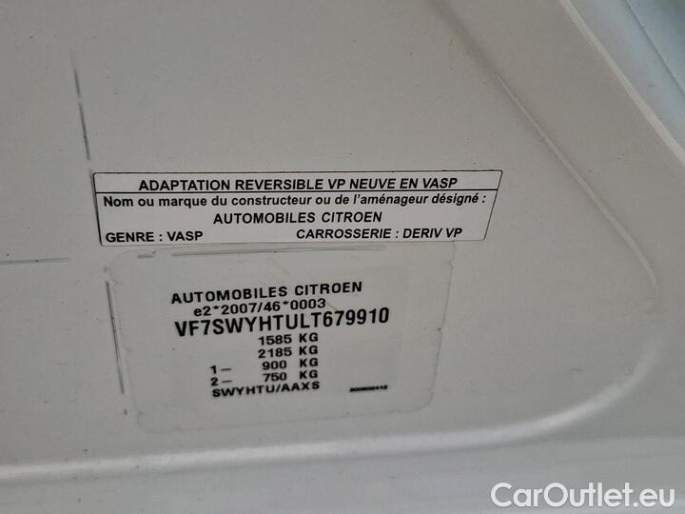 ADAPTATION REVERSIBLE VP NEUVE EN VASP
Nom ou marque du constructeur ou de l'aménageur désigné :
AUTOMOBILES CITROEN
GENRE : VASP CARROSSERIE : DERIV VP
AUTOMOBILES CITROEN
e2*2007/46*0003
VF7SWYHTULT679910
1585 KG
2185 KG
1- 900 KG
2- 750 KG
SWYHTU/AAXS
CarOutlet.eu